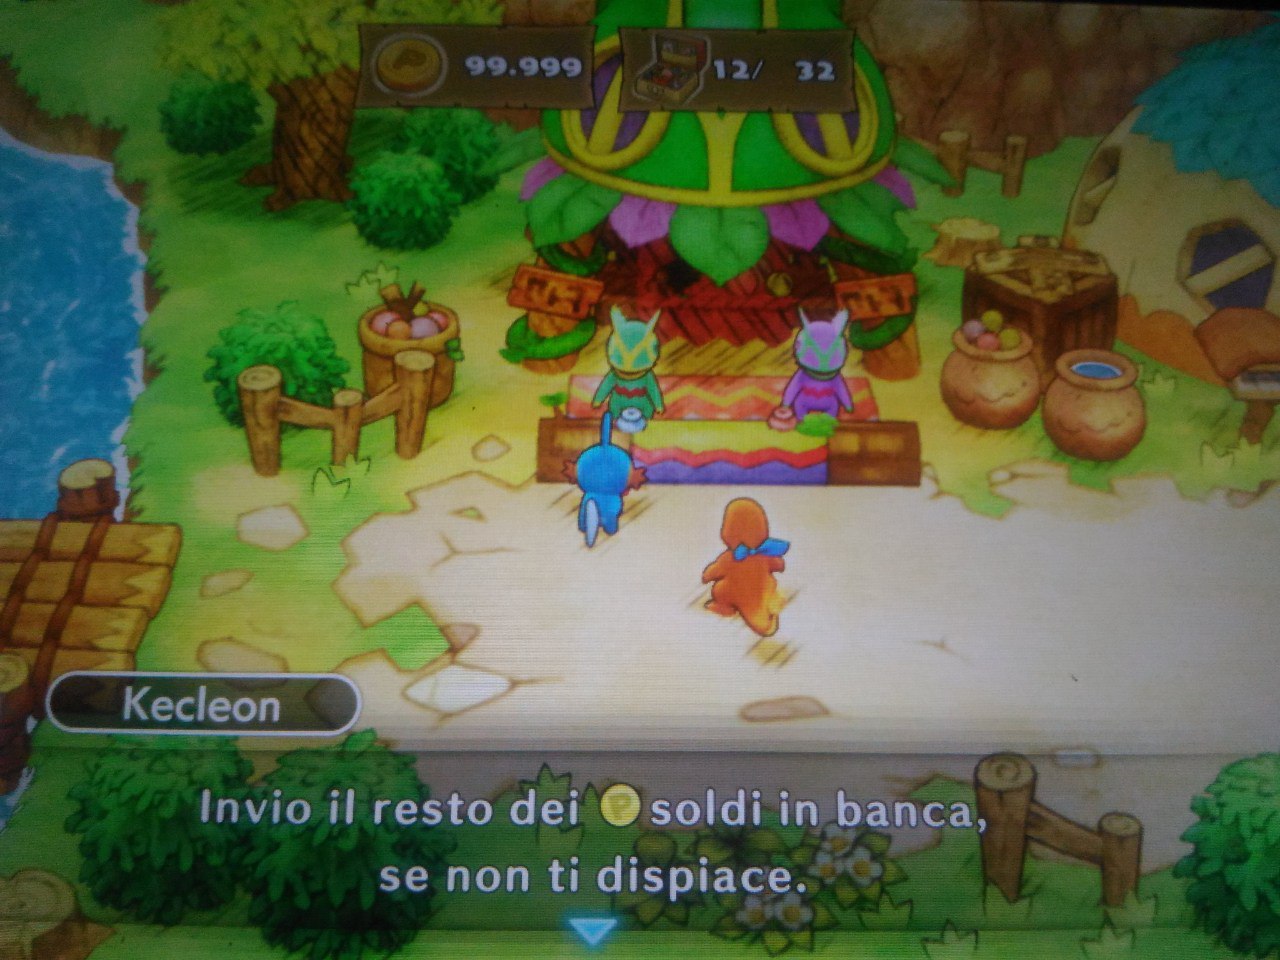 99.999
12/ 32
Kecleon
Invio il resto dei P soldi in banca,
se non ti dispiace.